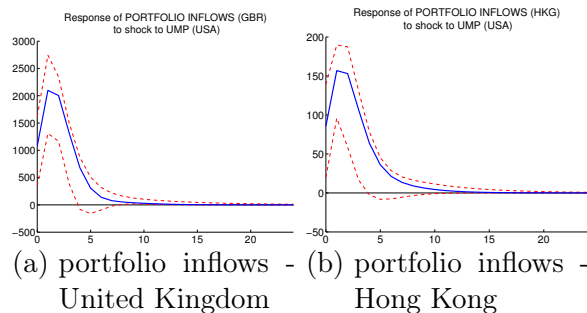 Response of PORTFOLIO INFLOWS (GBR)
to shock to UMP (USA)
3000
2500
2000
1500
1000
500
0
-500
0 5 10 15 20
(a) portfolio inflows -
United Kingdom
Response of PORTFOLIO INFLOWS (HKG)
to shock to UMP (USA)
200
150
100
50
0
-50
0 5 10 15 20
(b) portfolio inflows -
Hong Kong